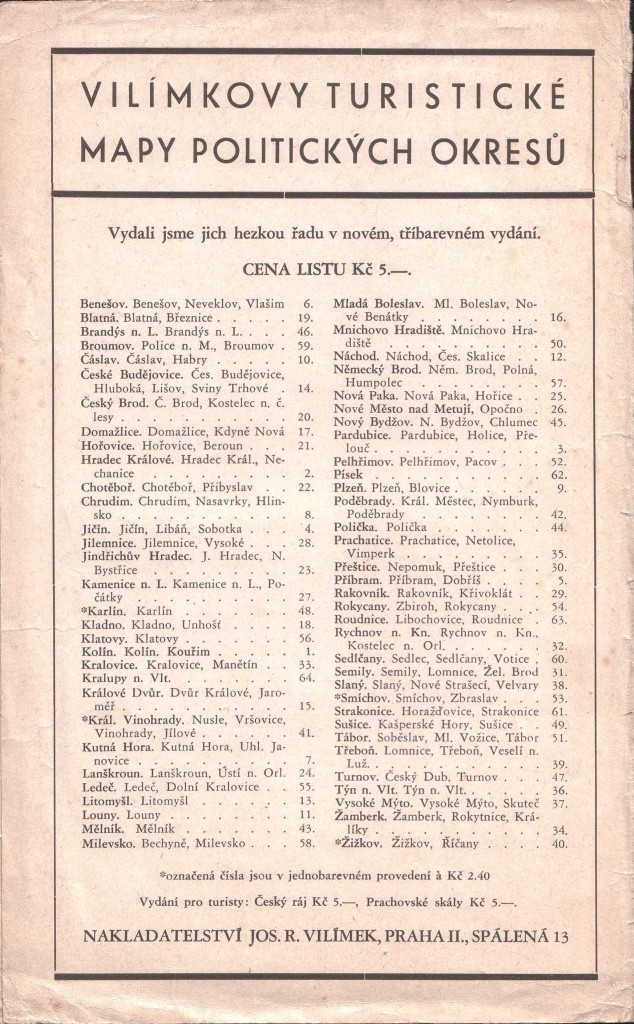 VILÍMKOVY TURISTICKÉ
MAPY POLITICKÝCH OKRESŮ
Vydali jsme jich hezkou řadu v novém, tříbarevném vydání.
CENA LISTU Kč 5.—.
Benešov. Benešov, Neveklov, Vlašim 6.
Blatná. Blatná, Březnice . . . . . 19.
Brandýs n. L. Brandýs n. L. . . . 46.
Broumov. Police n. M., Broumov . 59.
Čáslav. Čáslav, Habry . . . . . 10.
České Budějovice. Čes. Budějovice,
Hluboká, Lišov, Sviny Trhové . 14.
Český Brod. Č. Brod, Kostelec n. č.
lesy . . . . . . . . . . 20.
Domažlice. Domažlice, Kdyně Nová 17.
Hořovice. Hořovice, Beroun . . . 21.
Hradec Králové. Hradec Král., Ne-
chanice . . . . . . . . . 2.
Chotěboř. Chotěboř, Přibyslav . . 22.
Chrudim. Chrudim, Nasavrky, Hlin-
sko . . . . . . . . . . 8.
Jičín. Jičín, Libáň, Sobotka . . . 4.
Jilemnice. Jilemnice, Vysoké . . . 28.
Jindřichův Hradec. J. Hradec, N.
Bystřice . . . . . . . . . 23.
Kamenice n. L. Kamenice n. L., Po-
čátky . . . . . . . . . . 27.
*Karlín. Karlín . . . . . . . 48.
Kladno. Kladno, Unhošť . . . . 18.
Klatovy. Klatovy . . . . . . . 56.
Kolín. Kolín. Kouřim . . . . . 1.
Kralovice. Kralovice, Manětín . . 33.
Kralupy n. Vlt. . . . . . . . 64.
Králové Dvůr. Dvůr Králové, Jaro-
měř . . . . . . . . . . 15.
*Král. Vinohrady. Nusle, Vršovice,
Vinohrady, Jílové . . . . . . 41.
Kutná Hora. Kutná Hora, Uhl. Ja-
novice . . . . . . . . . 7.
Lanškroun. Lanškroun, Ústí n. Orl. 24.
Ledeč. Ledeč, Dolní Kralovice . . 55.
Litomyšl. Litomyšl . . . . . . 13.
Louny. Louny . . . . . . . . 11.
Mělník. Mělník . . . . . . . 43.
Milevsko. Bechyně, Milevsko . . . 58.
Mladá Boleslav. Ml. Boleslav, No-
vé Benátky . . . . . . . . 16.
Mnichovo Hradiště. Mnichovo Hra-
diště . . . . . . . . . . 50.
Náchod. Náchod, Čes. Skalice . . 12.
Německý Brod. Něm. Brod, Polná,
Humpolec . . . . . . . . 57.
Nová Paka. Nová Paka, Hořice . . 25.
Nové Město nad Metují, Opočno . 26.
Nový Bydžov. N. Bydžov, Chlumec 45.
Pardubice. Pardubice, Holice, Pře-
louč . . . . . . . . . . 3.
Pelhřimov. Pelhřimov, Pacov . . . 52.
Písek . . . . . . . . . . 62.
Plzeň. Plzeň, Blovice . . . . . 9.
Poděbrady. Král. Městec, Nymburk,
Poděbrady . . . . . . . . 42.
Polička. Polička . . . . . . . 44.
Prachatice. Prachatice, Netolice,
Vimperk . . . . . . . . . 35.
Přeštice. Nepomuk, Přeštice . . . 30.
Příbram. Příbram, Dobříš . . . . 5.
Rakovník. Rakovník, Křivoklát . . 29.
Rokycany. Zbiroh, Rokycany . . . 54.
Roudnice. Libochovice, Roudnice . 63.
Rychnov n. Kn. Rychnov n. Kn.,
Kostelec n. Orl. . . . . . . 32.
Sedlčany. Sedlec, Sedlčany, Votice . 60.
Semily. Semily, Lomnice, Žel. Brod 31.
Slaný. Slaný, Nové Strašecí, Velvary 38.
*Smíchov. Smíchov, Zbraslav . . . 53.
Strakonice. Horažďovice, Strakonice 61.
Sušice. Kašperské Hory, Sušice . . 49.
Tábor. Soběslav, Ml. Vožice, Tábor 51.
Třeboň. Lomnice, Třeboň, Veselí n.
Luž. . . . . . . . . . . 39.
Turnov. Český Dub, Turnov . . . 47.
Týn n. Vlt. Týn n. Vlt. . . . . 36.
Vysoké Mýto. Vysoké Mýto, Skuteč 37.
Žamberk. Žamberk, Rokytnice, Krá-
líky . . . . . . . . . . 34.
*Žižkov. Žižkov, Říčany . . . . 40.
*označená čísla jsou v jednobarevném provedení à Kč 2.40
Vydání pro turisty: Český ráj Kč 5.—, Prachovské skály Kč 5.—.
NAKLADATELSTVÍ JOS. R. VILÍMEK, PRAHA II., SPÁLENÁ 13